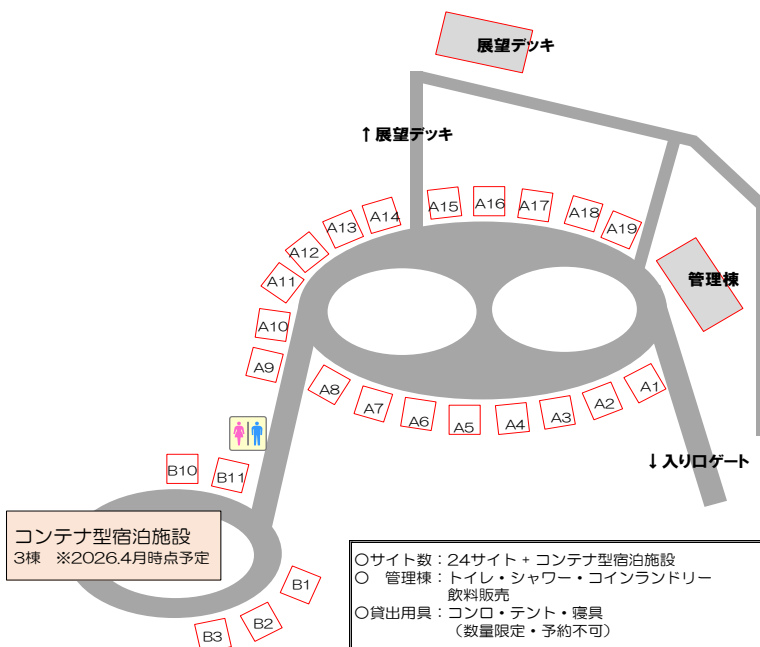 展望デッキ
↑展望デッキ
A15
A16
A17
A18
A19
A14
A13
A12
A11
A10
A9
管理棟
A8
A7
A6
A5
A4
A3
A2
A1
↓入り口ゲート
B10
B11
コンテナ型宿泊施設
3棟 ※2026.4月時点予定
B1
B2
B3
〇サイト数：24サイト + コンテナ型宿泊施設
〇 管理棟：トイレ・シャワー・コインランドリー
飲料販売
〇貸出用具：コンロ・テント・寝具
（数量限定・予約不可）